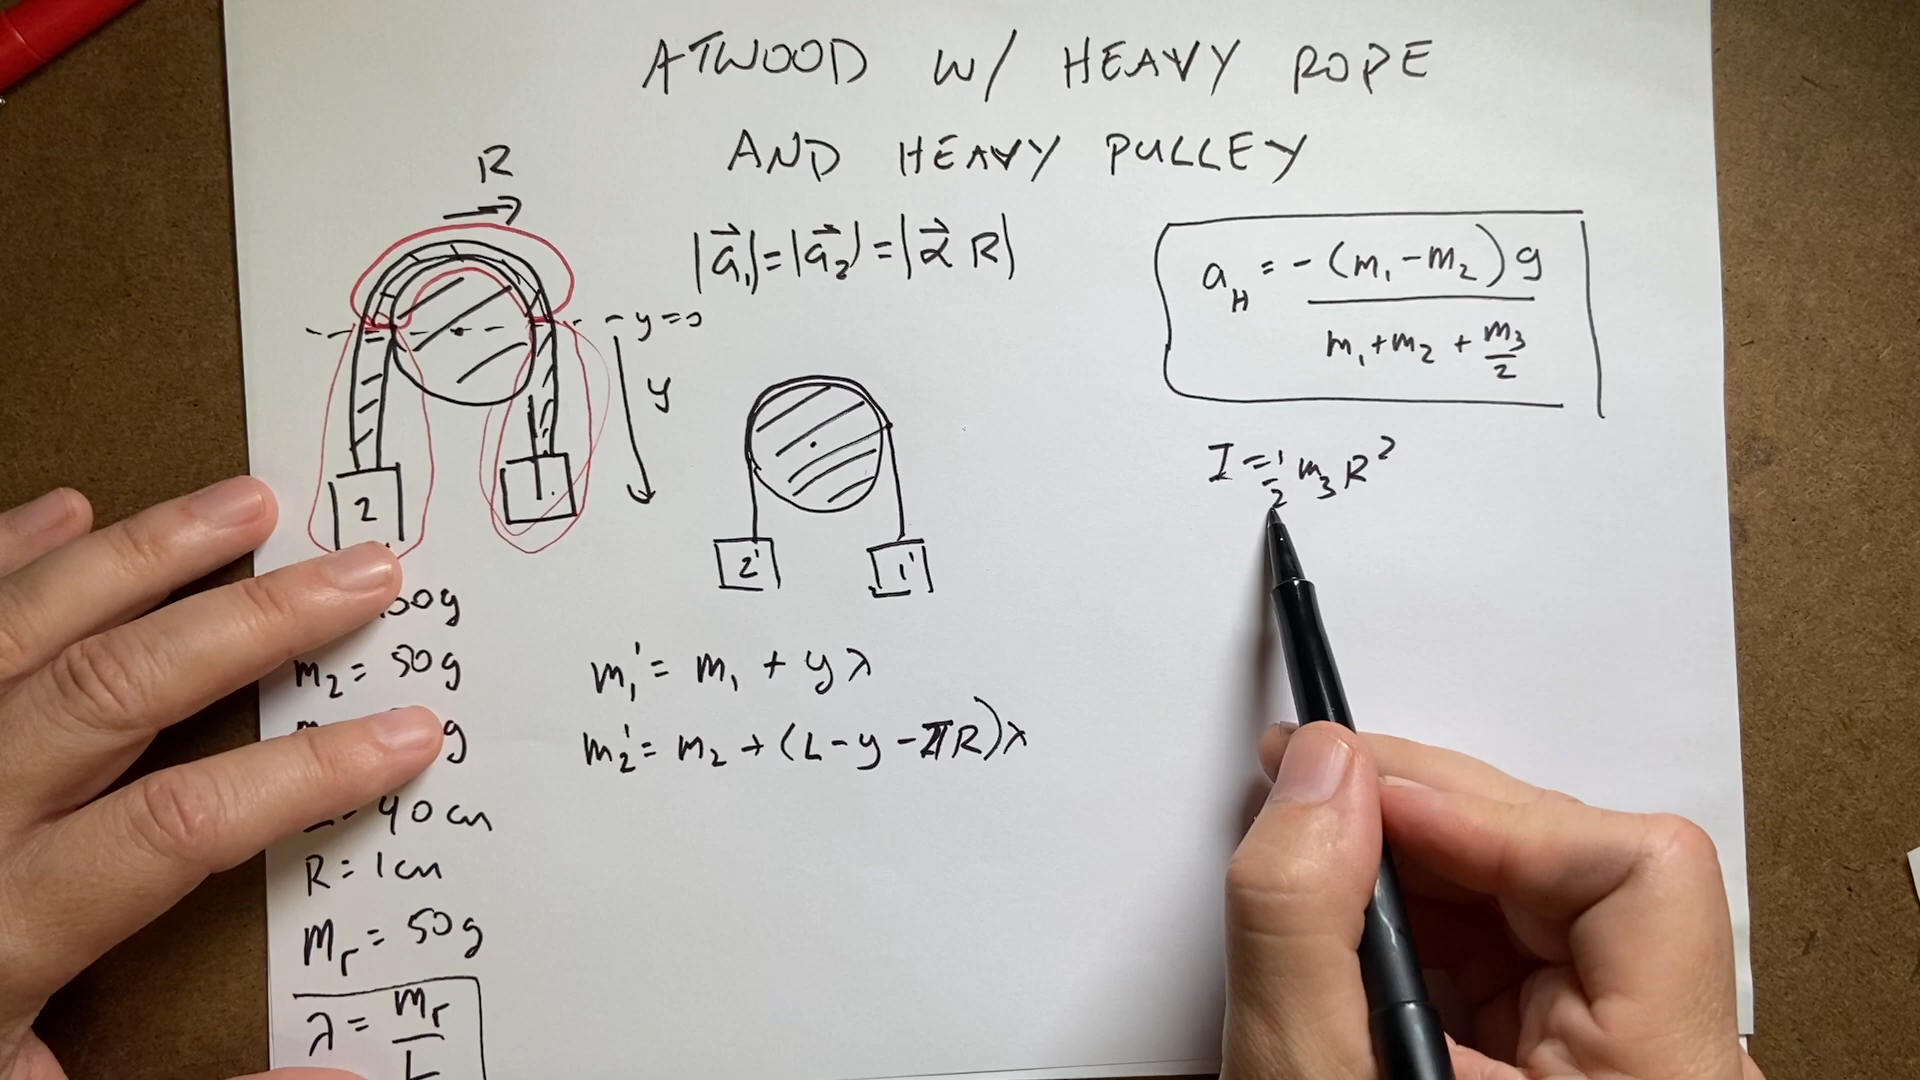 ATWOOD W/ HEAVY ROPE
AND HEAVY PULLEY
R
|a⃗₁|=|a⃗₂|=|α⃗ R|
y=0
y
2
1
2'
1'
a_H = -(m₁-m₂)g / (m₁+m₂+m₃/2)
I=½ m₃R²
00g
m₂ = 50g
g
40cm
R = 1cm
m_r = 50g
λ = m_r/L
m₁' = m₁ + yλ
m₂' = m₂ + (L-y-πR)λ